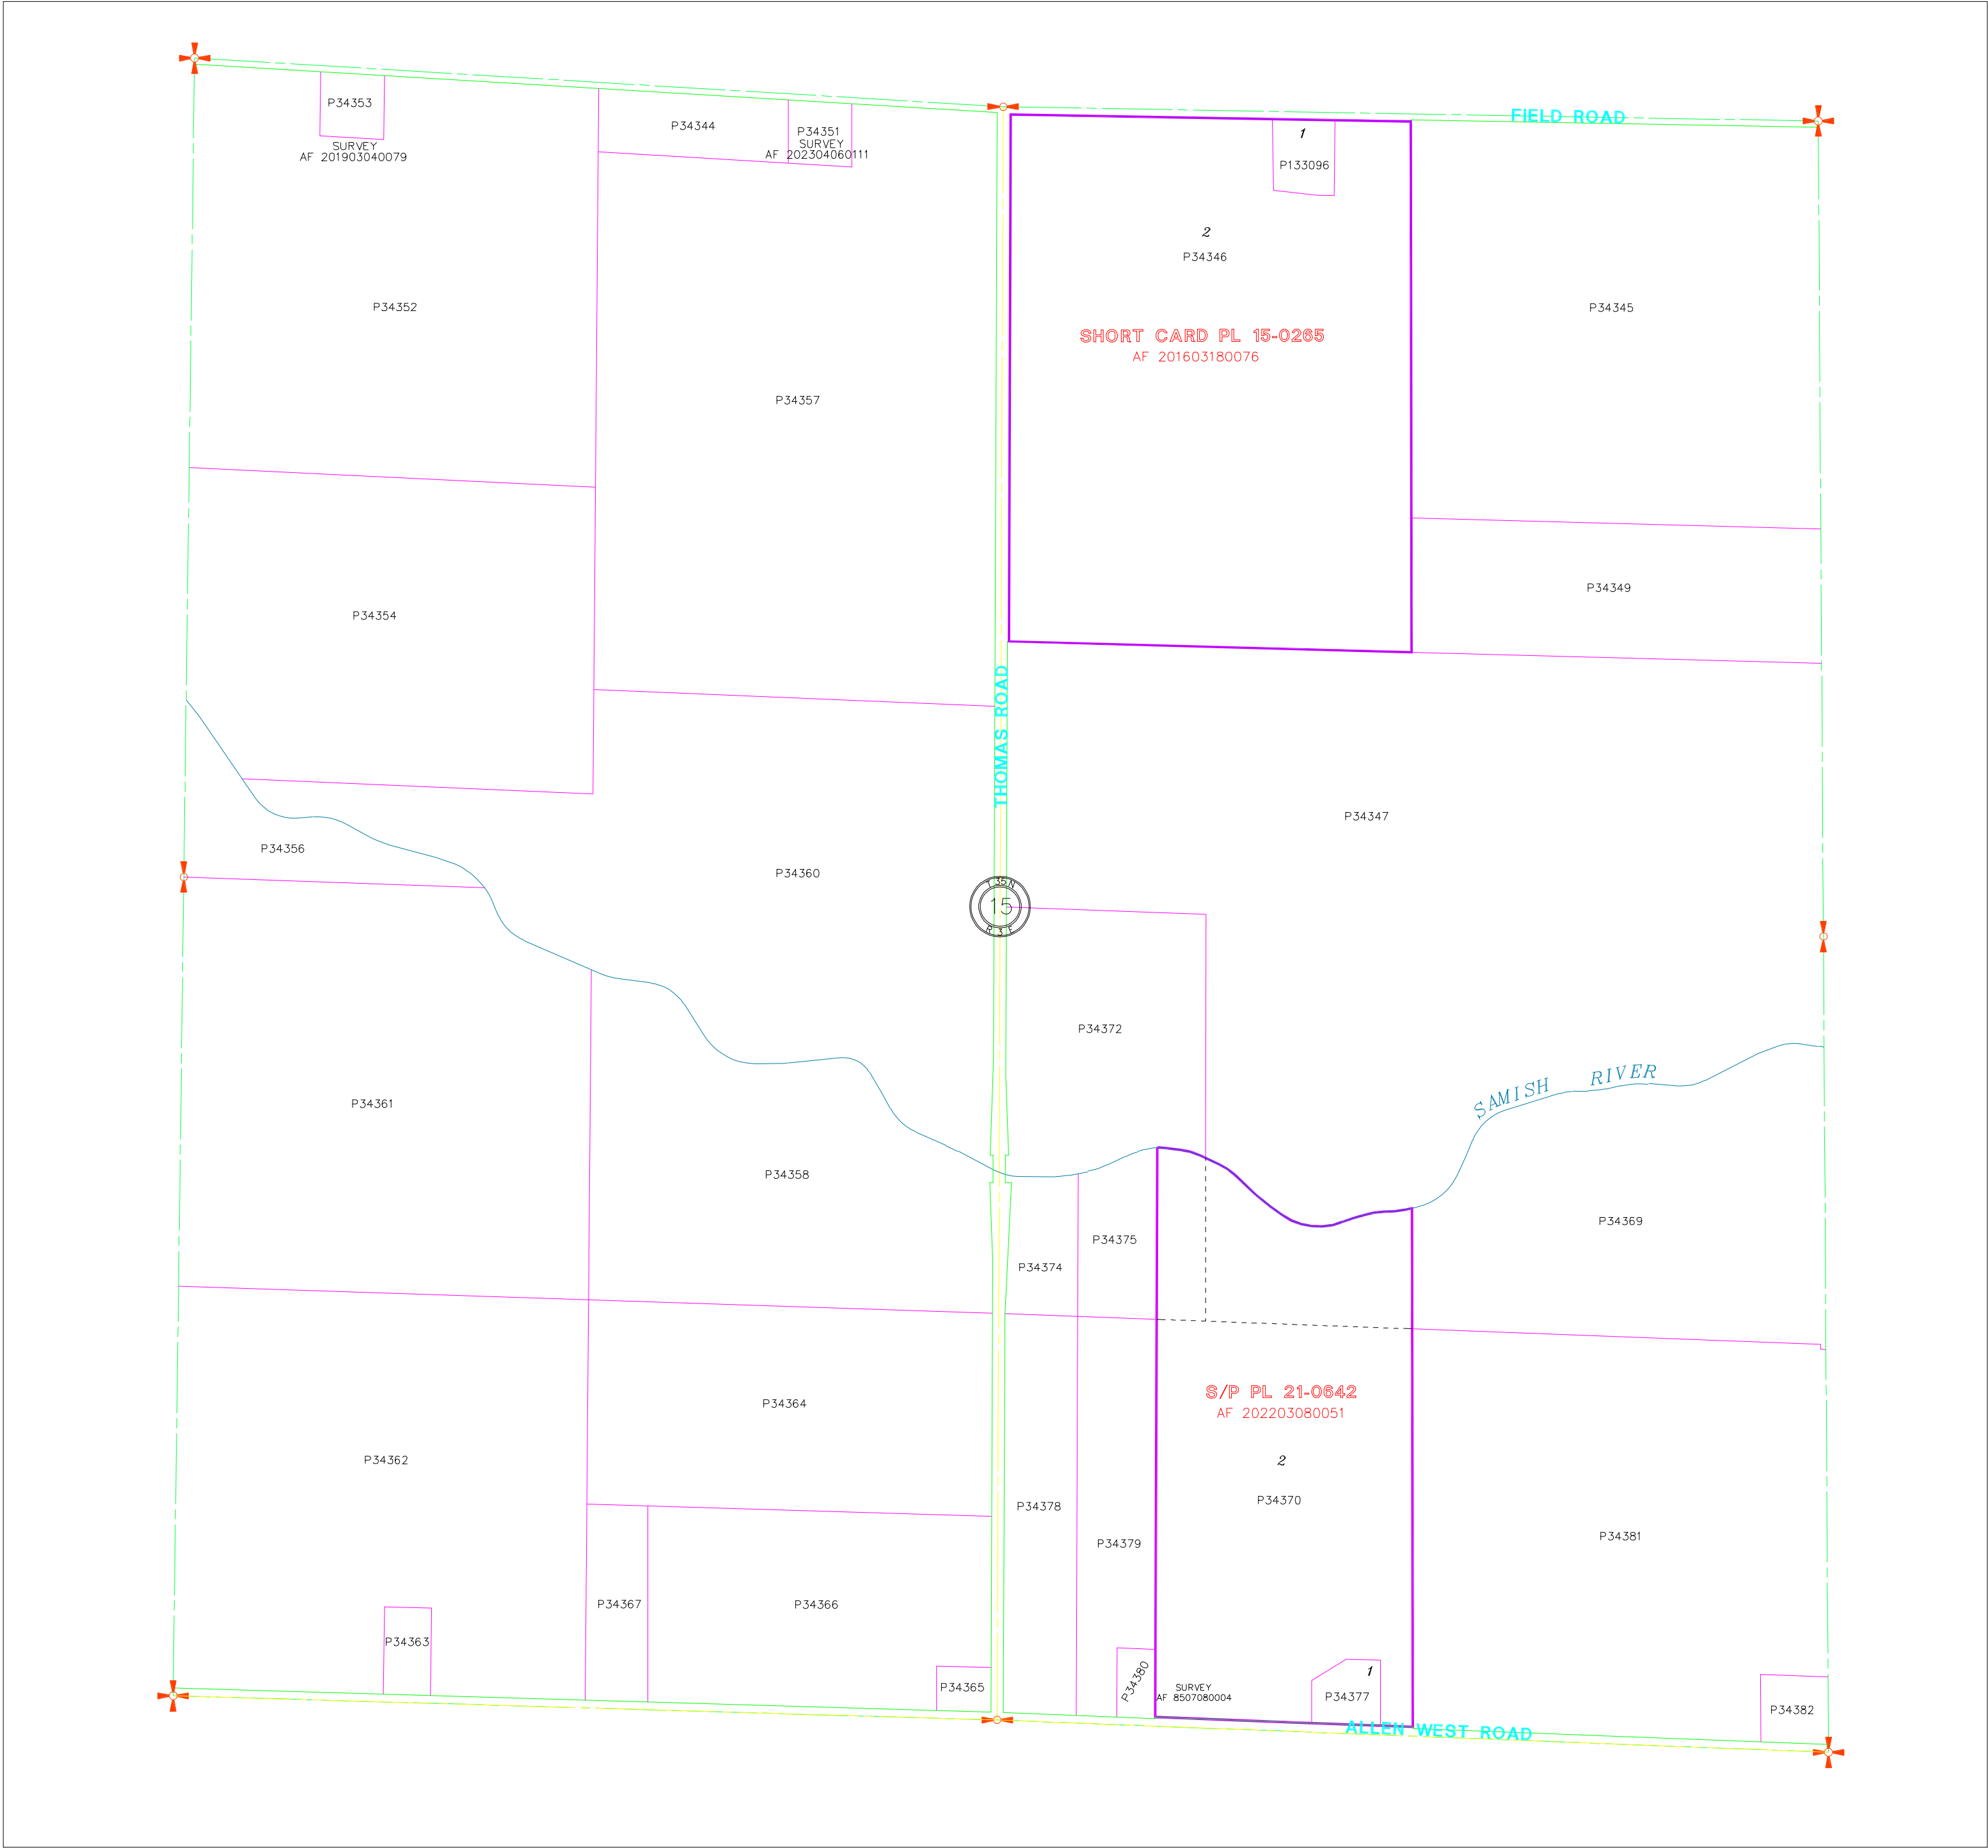 FIELD ROAD
P34353
SURVEY
AF 201903040079
P34344
P34351
SURVEY
AF 202304060111
1
P133096
2
P34346
SHORT CARD PL 15-0265
AF 201603180076
P34352
P34345
P34357
P34349
P34354
THOMAS ROAD
P34347
P34356
P34360
T 35 N
15
R 3 E
P34372
SAMISH RIVER
P34361
P34358
P34369
P34375
P34374
S/P PL 21-0642
AF 202203080051
P34364
P34362
2
P34370
P34378
P34379
P34381
P34367
P34366
P34363
P34380
1
P34365
SURVEY
AF 8507080004
P34377
P34382
ALLEN WEST ROAD